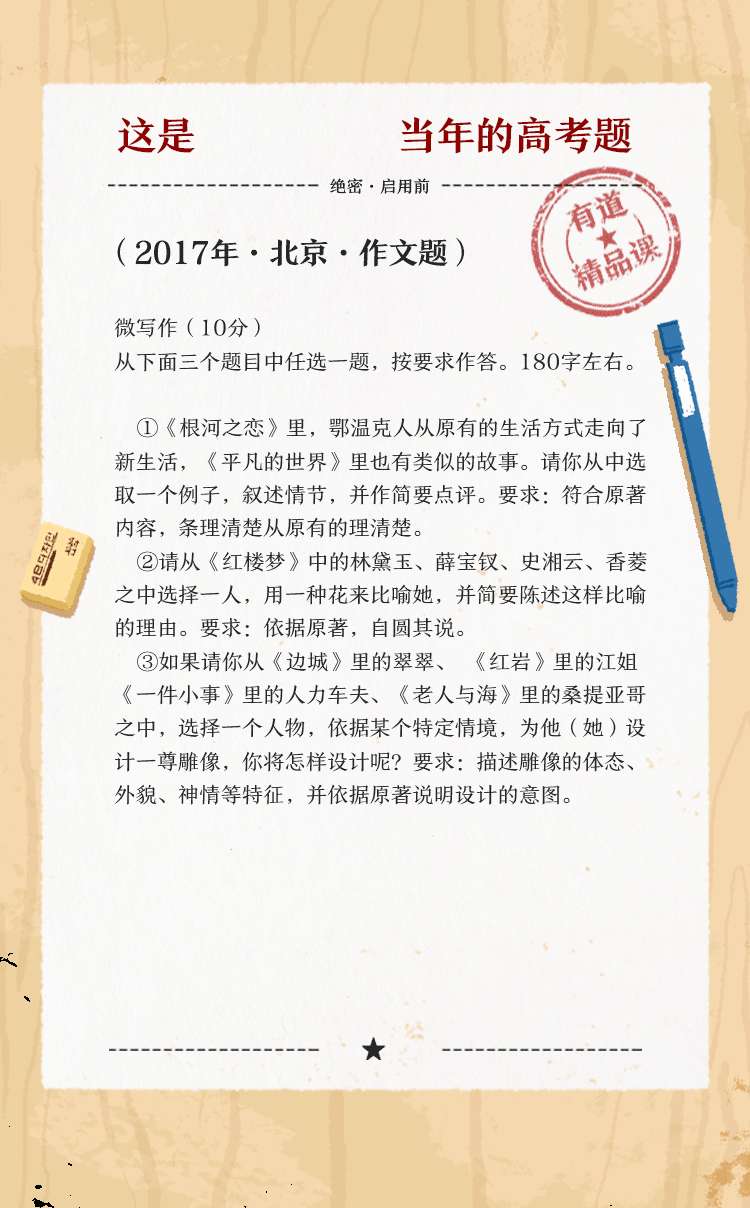 这是 当年的高考题
绝密·启用前
有道
精品课
（2017年·北京·作文题）
微写作（10分）
从下面三个题目中任选一题，按要求作答。180字左右。
①《根河之恋》里，鄂温克人从原有的生活方式走向了
新生活，《平凡的世界》里也有类似的故事。请你从中选
取一个例子，叙述情节，并作简要点评。要求：符合原著
内容，条理清楚从原有的理清楚。
②请从《红楼梦》中的林黛玉、薛宝钗、史湘云、香菱
之中选择一人，用一种花来比喻她，并简要陈述这样比喻
的理由。要求：依据原著，自圆其说。
③如果请你从《边城》里的翠翠、 《红岩》里的江姐
《一件小事》里的人力车夫、《老人与海》里的桑提亚哥
之中，选择一个人物，依据某个特定情境，为他（她）设
计一尊雕像，你将怎样设计呢？要求：描述雕像的体态、
外貌、神情等特征，并依据原著说明设计的意图。